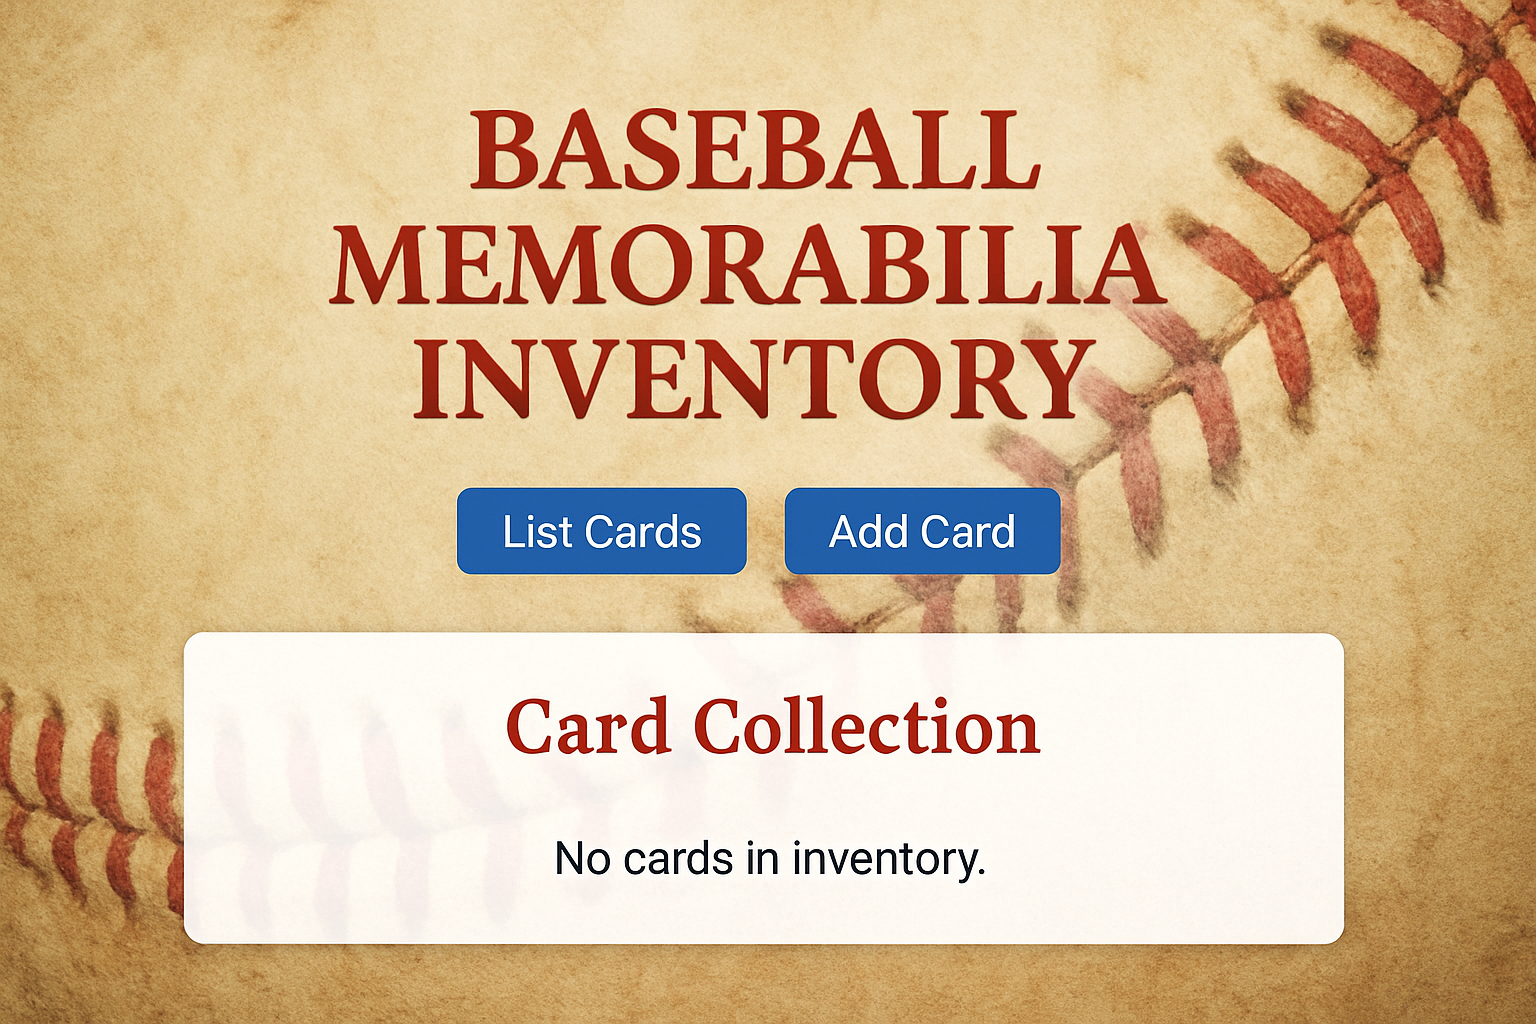 BASEBALL
MEMORABILIA
INVENTORY
List Cards
Add Card
Card Collection
No cards in inventory.